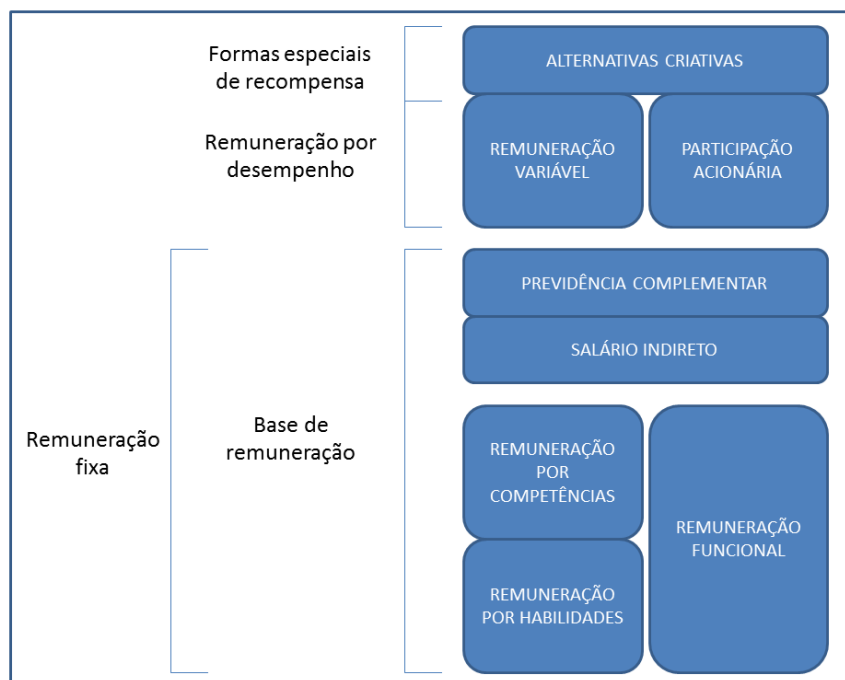 Formas especiais
de recompensa
ALTERNATIVAS CRIATIVAS
Remuneração por
desempenho
REMUNERAÇÃO
VARIÁVEL
PARTICIPAÇÃO
ACIONÁRIA
PREVIDÊNCIA COMPLEMENTAR
SALÁRIO INDIRETO
Remuneração
fixa
Base de
remuneração
REMUNERAÇÃO
POR
COMPETÊNCIAS
REMUNERAÇÃO
FUNCIONAL
REMUNERAÇÃO
POR HABILIDADES